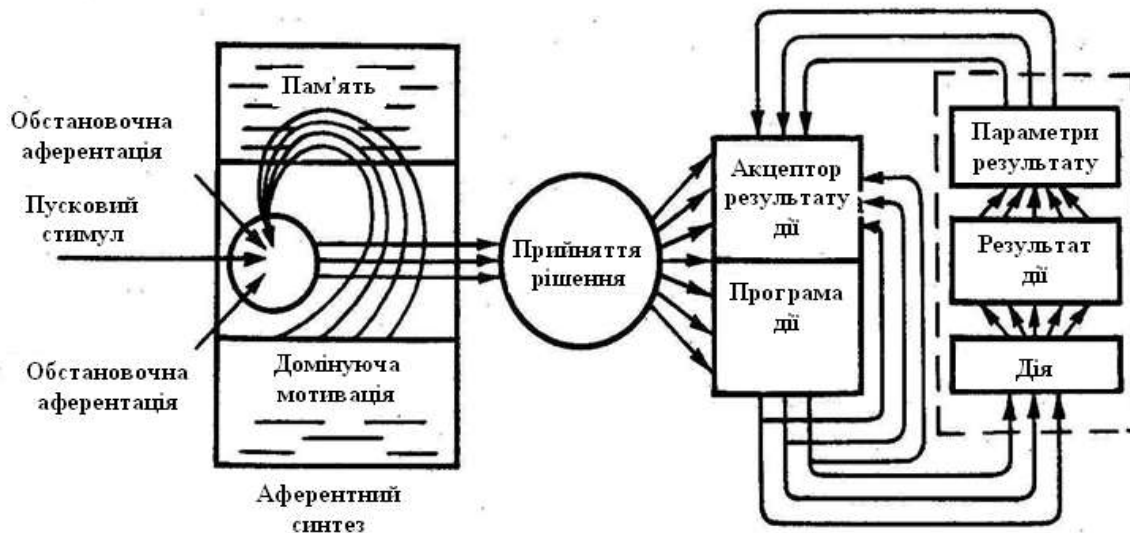 Обстановочна
аферентація
Пусковий
стимул
Обстановочна
аферентація
Пам'ять
Домінуюча
мотивація
Аферентний
синтез
Прийняття
рішення
Акцептор
результату
дії
Програма
дії
Параметри
результату
Результат
дії
Дія